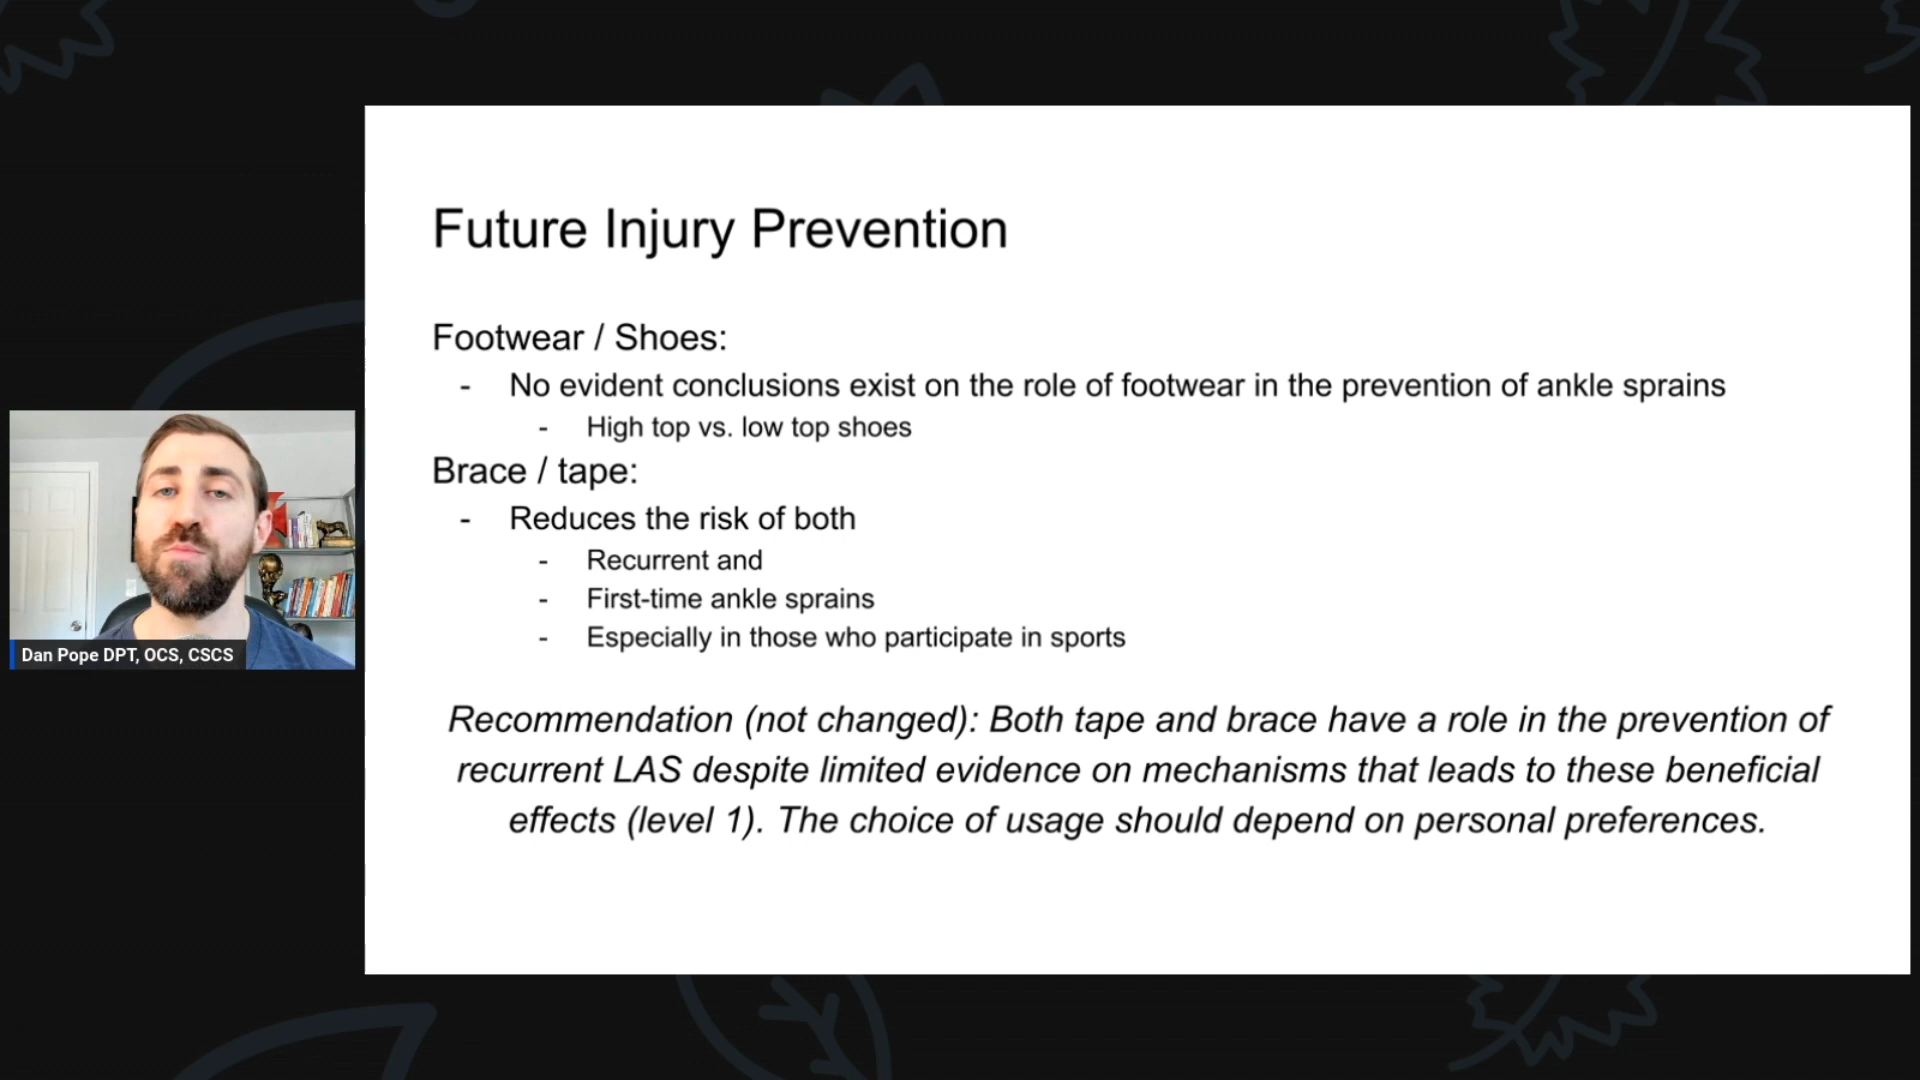 Future Injury Prevention
Footwear / Shoes:
- No evident conclusions exist on the role of footwear in the prevention of ankle sprains
- High top vs. low top shoes
Brace / tape:
- Reduces the risk of both
- Recurrent and
- First-time ankle sprains
- Especially in those who participate in sports
Recommendation (not changed): Both tape and brace have a role in the prevention of
recurrent LAS despite limited evidence on mechanisms that leads to these beneficial
effects (level 1). The choice of usage should depend on personal preferences.
Dan Pope DPT, OCS, CSCS